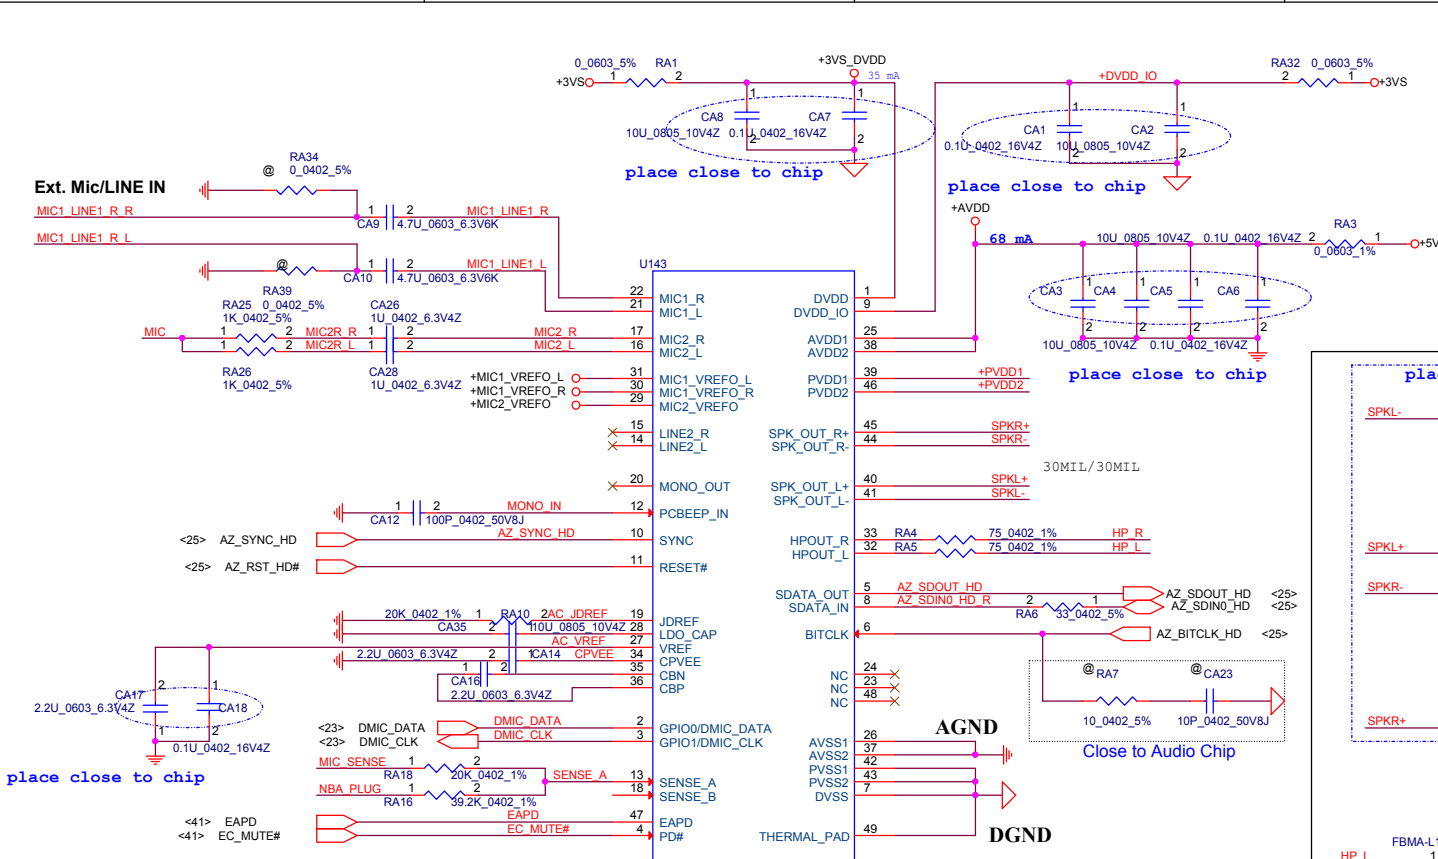 0_0603_5% RA1
+3VS 1 2
+3VS_DVDD
35 mA
1 1
CA8 CA7
10U_0805_10V4Z 0.1U_0402_16V4Z
2 2
place close to chip
+DVDD_IO
RA32 0_0603_5%
2 1 +3VS
1 1
CA1 CA2
0.1U_0402_16V4Z 10U_0805_10V4Z
2 2
place close to chip
+AVDD
68 mA
10U_0805_10V4Z 0.1U_0402_16V4Z
RA3
2 1 +5V
0_0603_1%
1 1 1 1
CA3 CA4 CA5 CA6
2 2 2 2
10U_0805_10V4Z 0.1U_0402_16V4Z
place close to chip
Ext. Mic/LINE IN
RA34
@ 0_0402_5%
MIC1_LINE1_R_R
1 2
MIC1_LINE1_R
CA9 4.7U_0603_6.3V6K
MIC1_LINE1_R_L
@
1 2
MIC1_LINE1_L
CA10 4.7U_0603_6.3V6K
RA39
0_0402_5%
RA25
1K_0402_5%
CA26
1U_0402_6.3V4Z
MIC
1 2 MIC2R_R 1 2 MIC2_R
1 2 MIC2R_L 1 2 MIC2_L
RA26
1K_0402_5%
CA28
1U_0402_6.3V4Z
+MIC1_VREFO_L
+MIC1_VREFO_R
+MIC2_VREFO
U143
22 MIC1_R
21 MIC1_L
17 MIC2_R
16 MIC2_L
31 MIC1_VREFO_L
30 MIC1_VREFO_R
29 MIC2_VREFO
15 LINE2_R
14 LINE2_L
20 MONO_OUT
1 2 MONO_IN
CA12 100P_0402_50V8J
12 PCBEEP_IN
<25> AZ_SYNC_HD
AZ_SYNC_HD
10 SYNC
<25> AZ_RST_HD#
11 RESET#
20K_0402_1% 1 RA10 2 AC_JDREF
19 JDREF
CA35 2 1 10U_0805_10V4Z
28 LDO_CAP
AC_VREF
27 VREF
2.2U_0603_6.3V4Z 2 1 CA14 CPVEE
34 CPVEE
1 2
CA16
2.2U_0603_6.3V4Z
35 CBN
36 CBP
2 1
CA17 CA18
2.2U_0603_6.3V4Z
1 2
0.1U_0402_16V4Z
place close to chip
<23> DMIC_DATA
DMIC_DATA
2 GPIO0/DMIC_DATA
<23> DMIC_CLK
DMIC_CLK
3 GPIO1/DMIC_CLK
MIC_SENSE
1 2
RA18 20K_0402_1%
SENSE_A
13 SENSE_A
NBA_PLUG
1 2
RA16 39.2K_0402_1%
18 SENSE_B
<41> EAPD
EAPD
47 EAPD
<41> EC_MUTE#
EC_MUTE#
4 PD#
DVDD 1
DVDD_IO 9
AVDD1 25
AVDD2 38
PVDD1 39 +PVDD1
PVDD2 46 +PVDD2
SPK_OUT_R+ 45 SPKR+
SPK_OUT_R- 44 SPKR-
30MIL/30MIL
SPK_OUT_L+ 40 SPKL+
SPK_OUT_L- 41 SPKL-
HPOUT_R 33 RA4 75_0402_1% HP_R
HPOUT_L 32 RA5 75_0402_1% HP_L
SDATA_OUT 5 AZ_SDOUT_HD
AZ_SDOUT_HD <25>
SDATA_IN 8 AZ_SDIN0_HD_R
2 1
RA6 33_0402_5%
AZ_SDIN0_HD <25>
BITCLK 6
AZ_BITCLK_HD <25>
NC 24
NC 23
NC 48
@ RA7
10_0402_5%
@ CA23
10P_0402_50V8J
Close to Audio Chip
AGND
AVSS1 26
AVSS2 37
PVSS1 42
PVSS2 43
DVSS 7
THERMAL_PAD 49
DGND
pla
SPKL-
SPKL+
SPKR-
SPKR+
FBMA-L1
HP_L 1